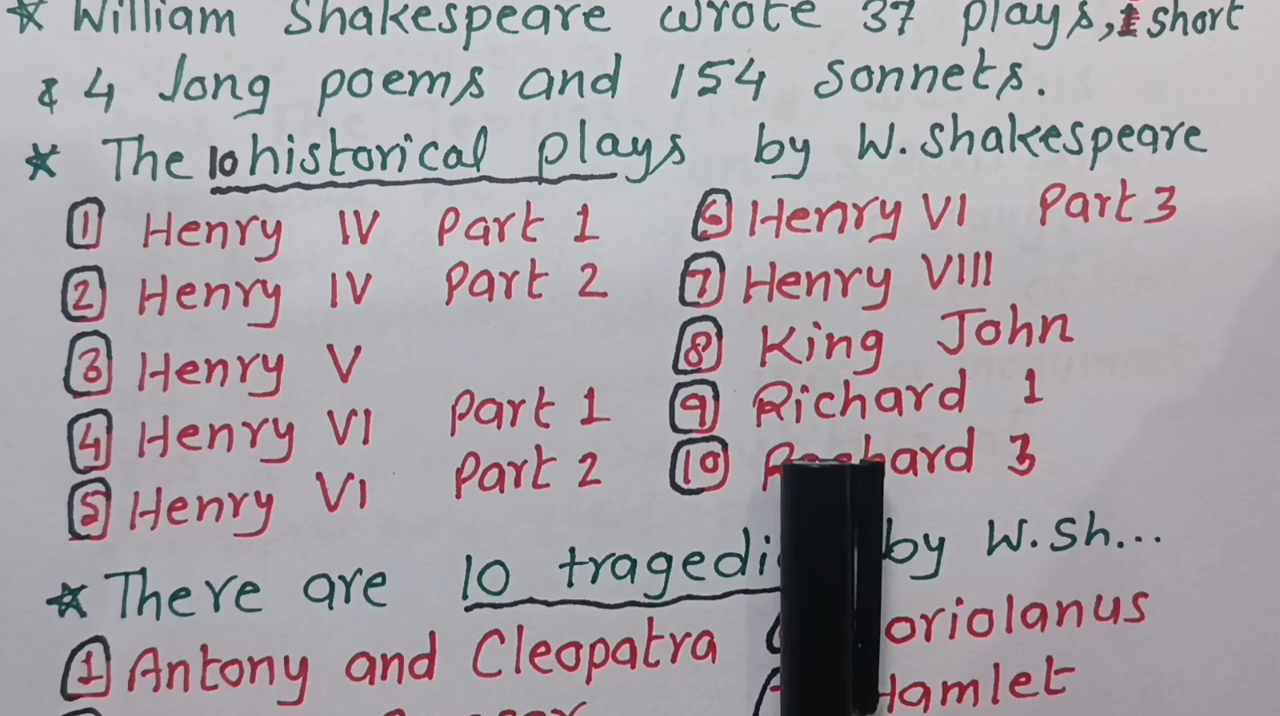 * William Shakespeare wrote 37 plays, short
& 4 long poems and 154 sonnets.
* The 10 historical plays by W. Shakespeare
1 Henry IV Part 1
2 Henry IV Part 2
3 Henry V
4 Henry VI Part 1
5 Henry VI Part 2
6 Henry VI Part 3
7 Henry VIII
8 King John
9 Richard 1
10 Richard 3
* There are 10 tragedi by W. Sh...
1 Antony and Cleopatra
oriolanus
Hamlet